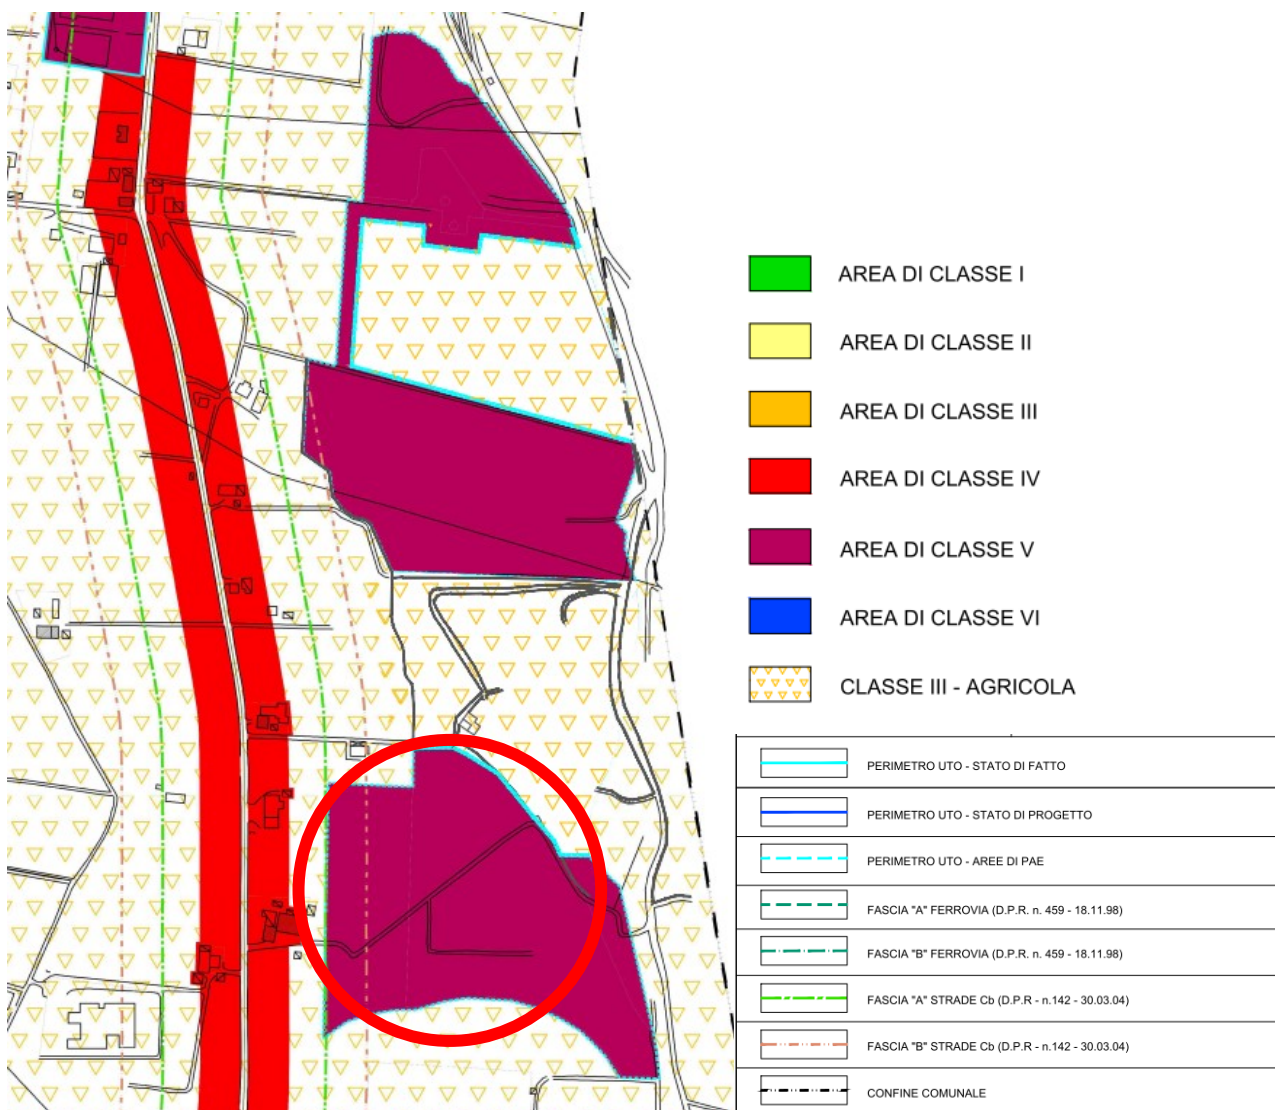 AREA DI CLASSE I
AREA DI CLASSE II
AREA DI CLASSE III
AREA DI CLASSE IV
AREA DI CLASSE V
AREA DI CLASSE VI
CLASSE III - AGRICOLA
PERIMETRO UTO - STATO DI FATTO
PERIMETRO UTO - STATO DI PROGETTO
PERIMETRO UTO - AREE DI PAE
FASCIA "A" FERROVIA (D.P.R. n. 459 - 18.11.98)
FASCIA "B" FERROVIA (D.P.R. n. 459 - 18.11.98)
FASCIA "A" STRADE Cb (D.P.R - n.142 - 30.03.04)
FASCIA "B" STRADE Cb (D.P.R - n.142 - 30.03.04)
CONFINE COMUNALE